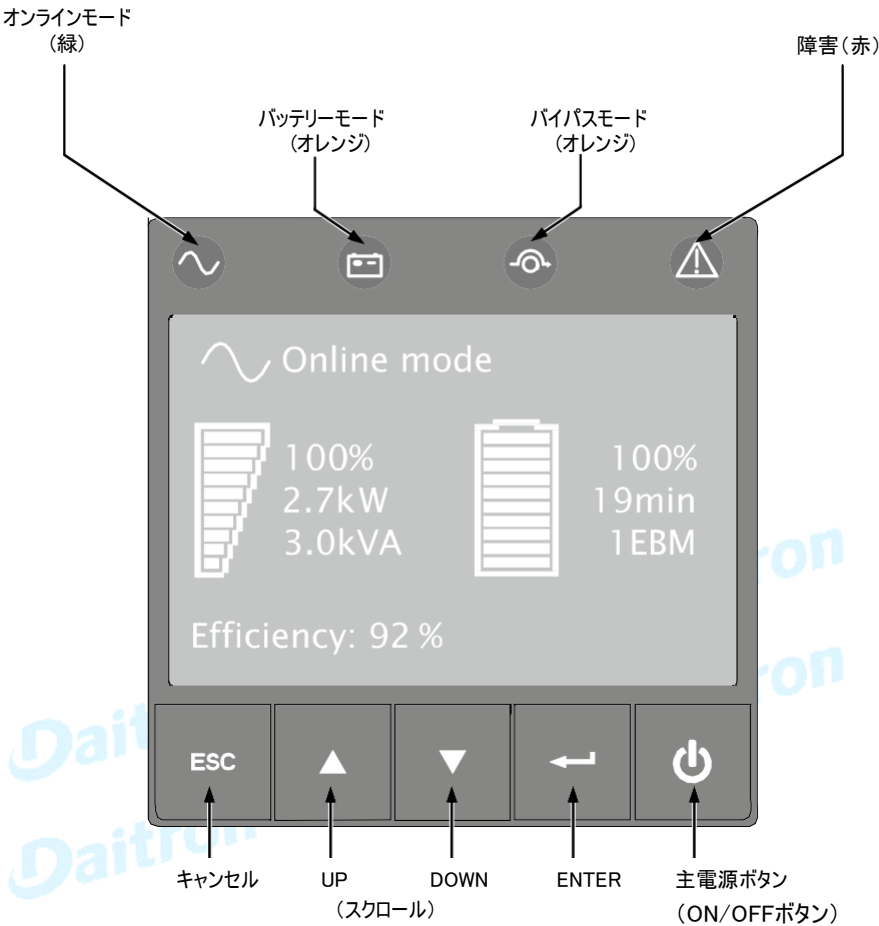 オンラインモード
（緑）
障害（赤）
バッテリーモード
（オレンジ）
バイパスモード
（オレンジ）
Online mode
100%
2.7kW
3.0kVA
100%
19min
1EBM
Efficiency: 92 %
ESC
キャンセル
UP
DOWN
（スクロール）
ENTER
主電源ボタン
（ON/OFFボタン）
Daitron
Daitron